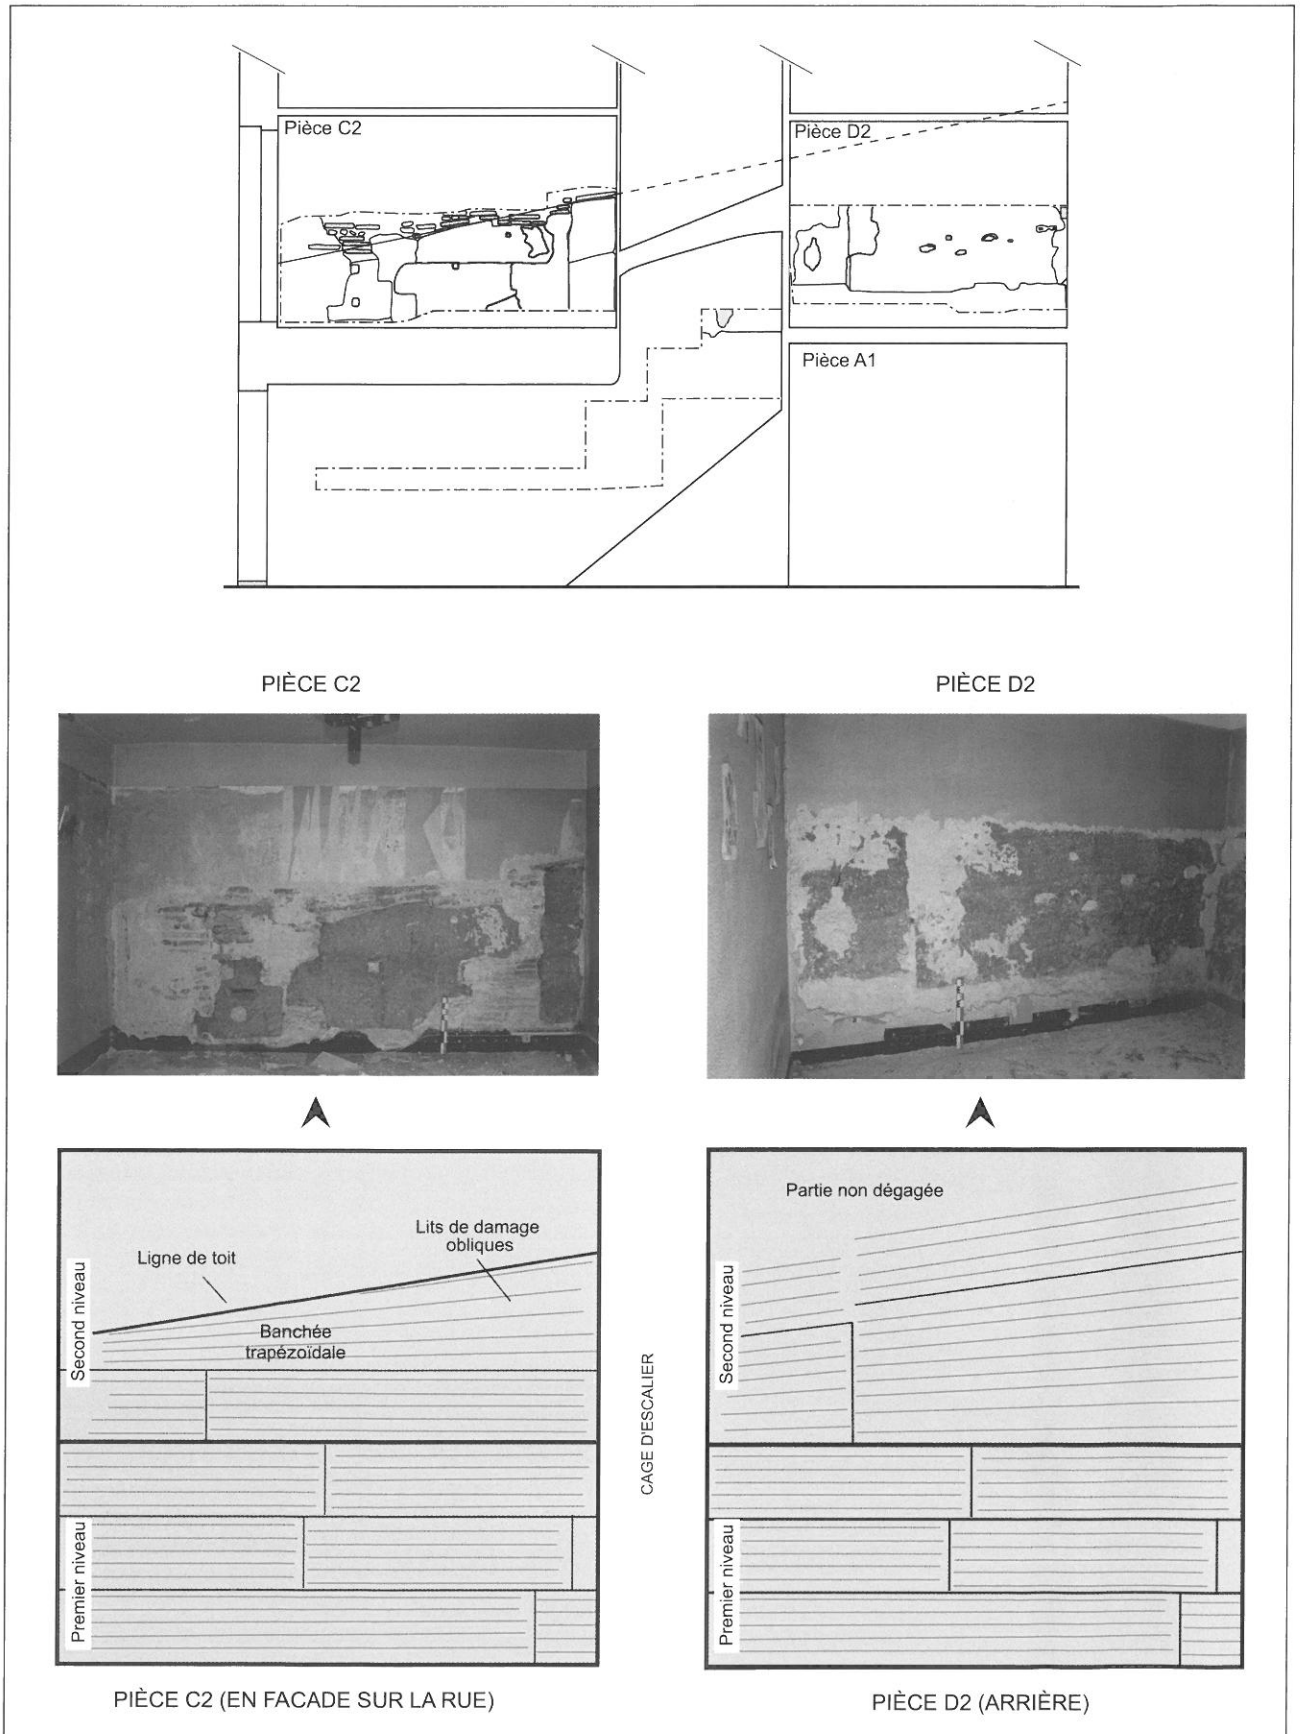 Pièce C2
Pièce D2
Pièce A1
PIÈCE C2
PIÈCE D2
Ligne de toit
Lits de damage
obliques
Banchée
trapézoïdale
Second niveau
Premier niveau
CAGE D'ESCALIER
Partie non dégagée
Second niveau
Premier niveau
PIÈCE C2 (EN FACADE SUR LA RUE)
PIÈCE D2 (ARRIÈRE)